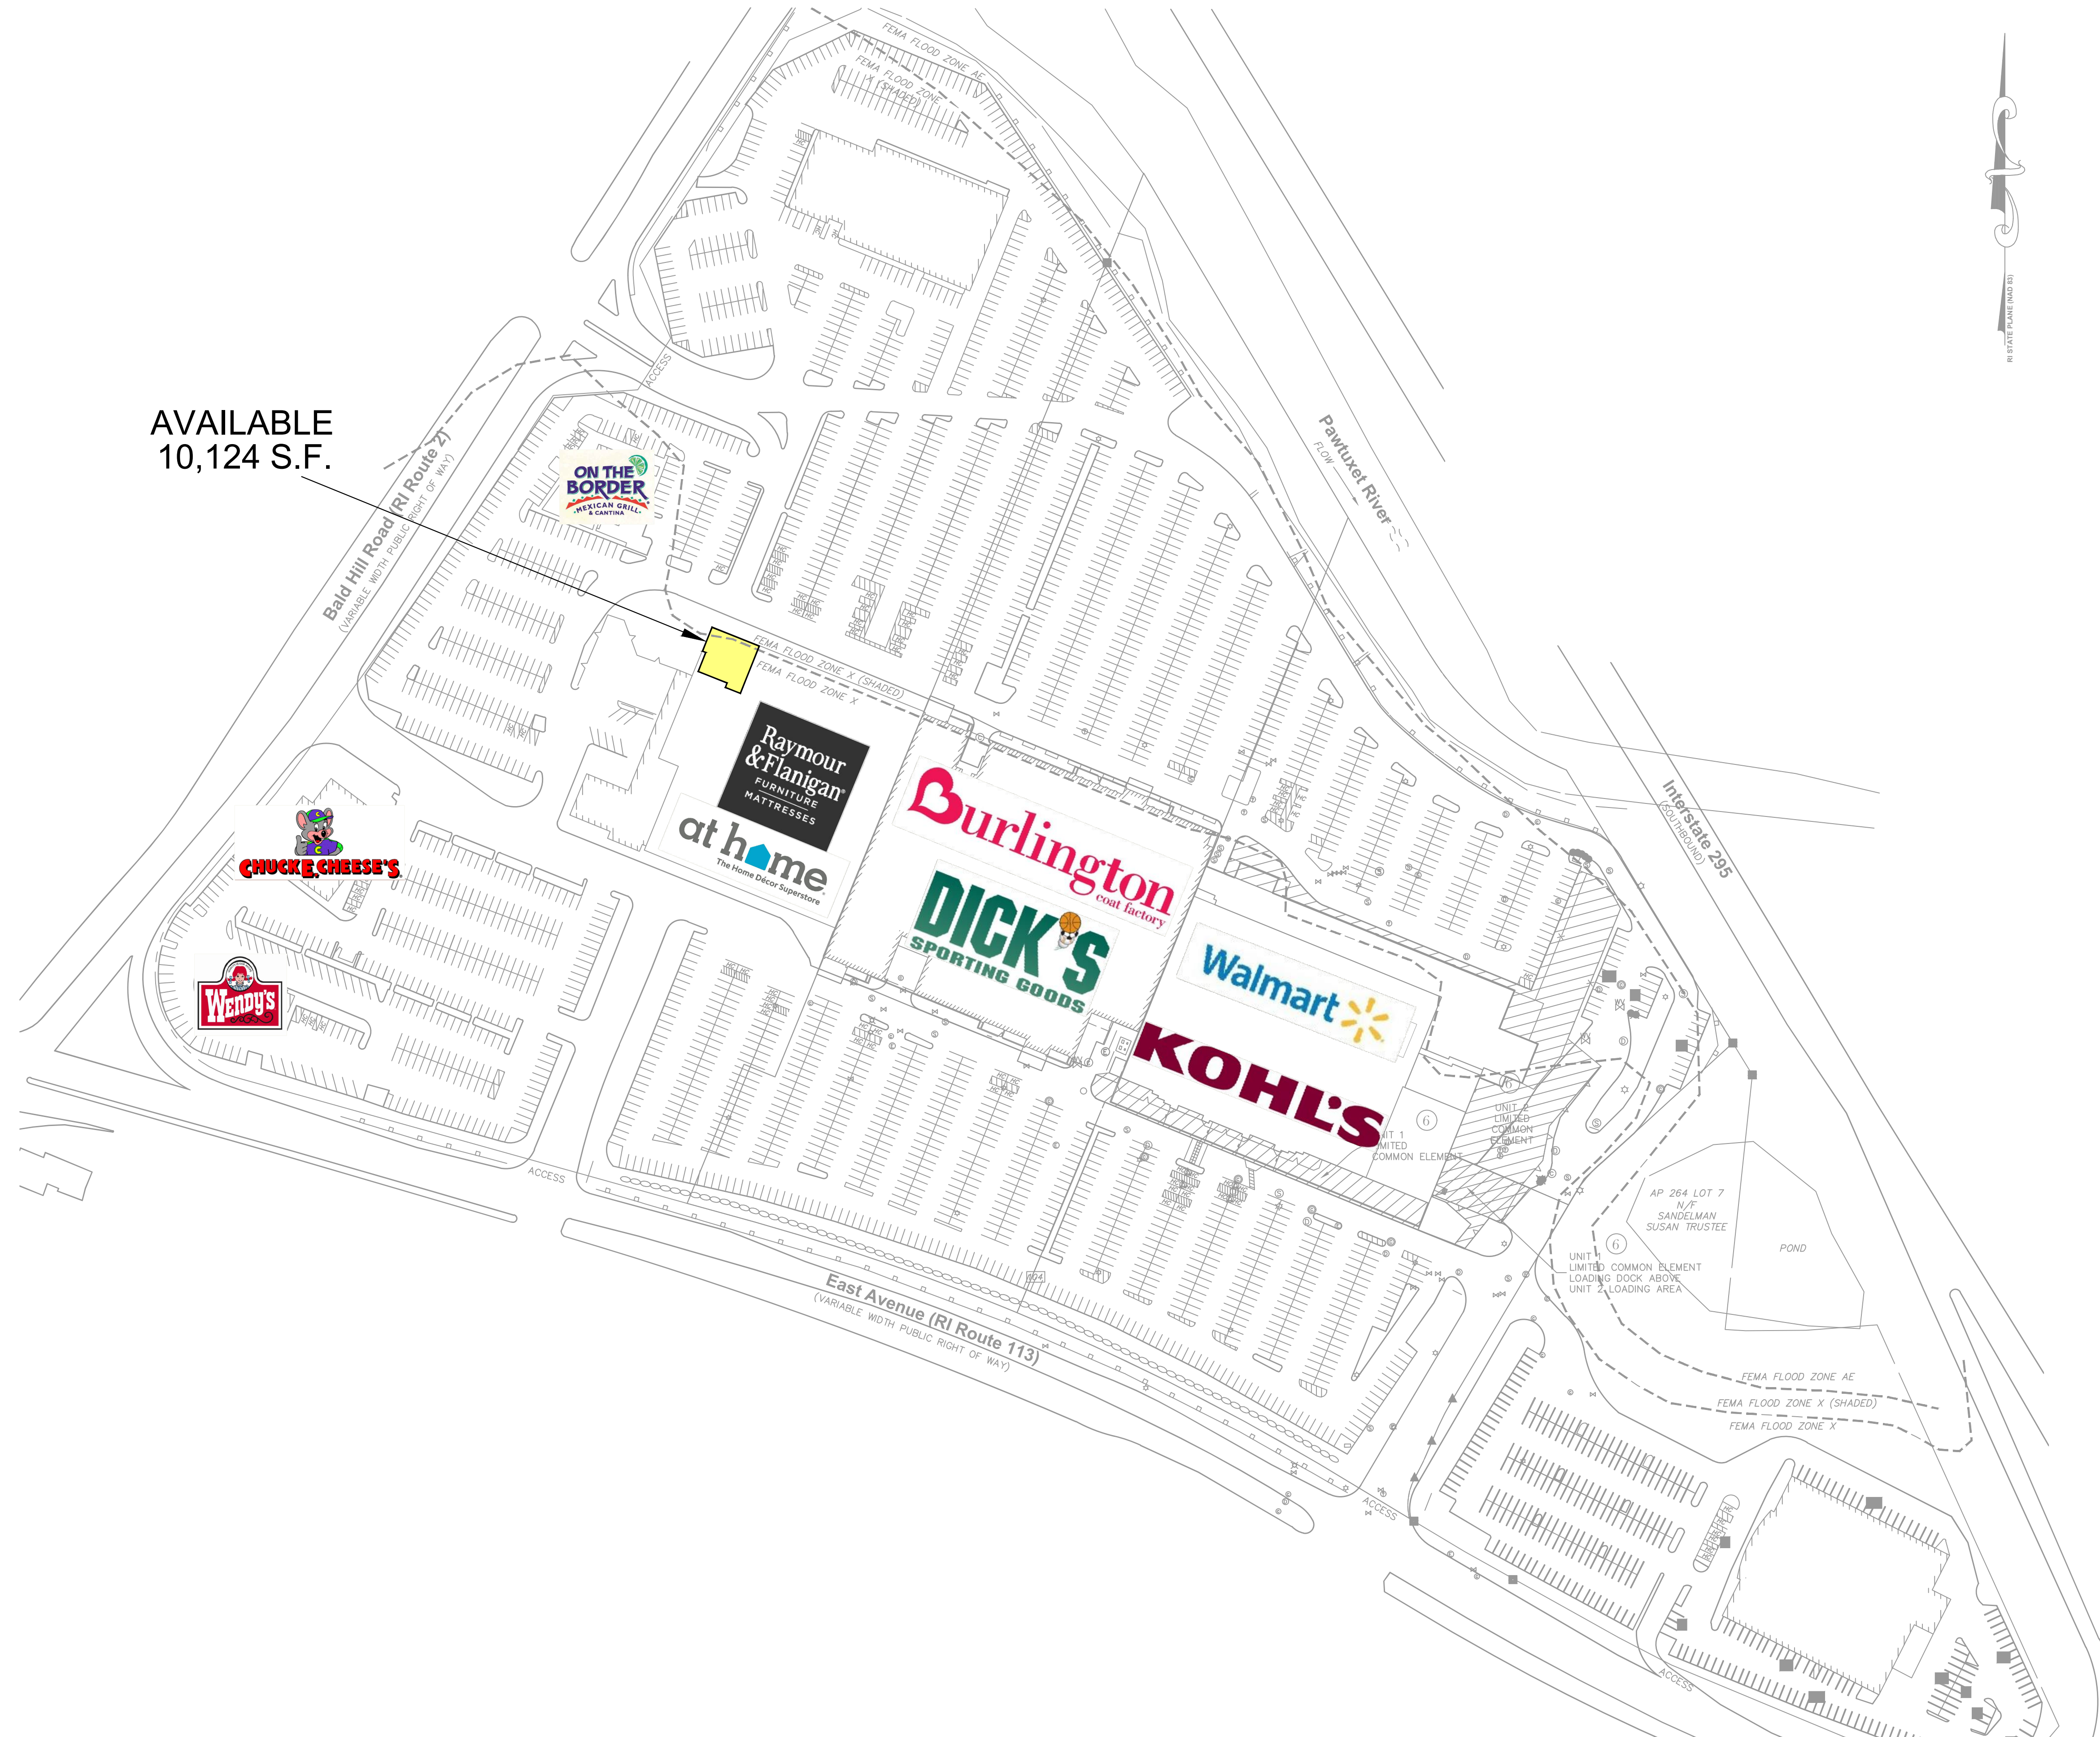 FEMA FLOOD ZONE AE
FEMA FLOOD ZONE
X (SHADED)
RI STATE PLANE (NAD 83)
ACCESS
AVAILABLE
10,124 S.F.
Bald Hill Road (RI Route 2)
(VARIABLE WIDTH PUBLIC RIGHT OF WAY)
ON THE
BORDER
MEXICAN GRILL
& CANTINA
Pawtuxet River
FLOW
FEMA FLOOD ZONE X (SHADED)
FEMA FLOOD ZONE X
Raymour
&Flanigan®
FURNITURE
MATTRESSES
at home
The Home Décor Superstore
Burlington
coat factory
DICK'S
SPORTING GOODS
Walmart
KOHL'S
CHUCK E. CHEESE'S
WENDY'S
Interstate 295
(SOUTHBOUND)
6
UNIT 2
LIMITED
COMMON
ELEMENT
6
COMMON ELEMENT
AP 264 LOT 7
N/F
SANDELMAN
SUSAN TRUSTEE
POND
6
UNIT 1
LIMITED COMMON ELEMENT
LOADING DOCK ABOVE
UNIT 2 LOADING AREA
ACCESS
East Avenue (RI Route 113)
(VARIABLE WIDTH PUBLIC RIGHT OF WAY)
FEMA FLOOD ZONE AE
FEMA FLOOD ZONE X (SHADED)
FEMA FLOOD ZONE X
ACCESS
ACCESS